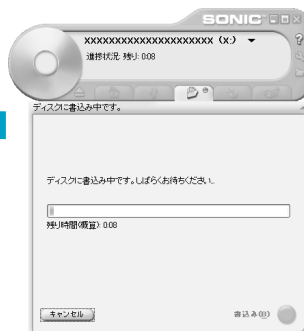 SONIC
XXXXXXXXXXXXXXXXXXXXXX (X:)
進捗状況: 残り: 0:08
ディスクに書込み中です。
ディスクに書込み中です。しばらくお待ちください...
残り時間(概算): 0:08
キャンセル
書込み(B)